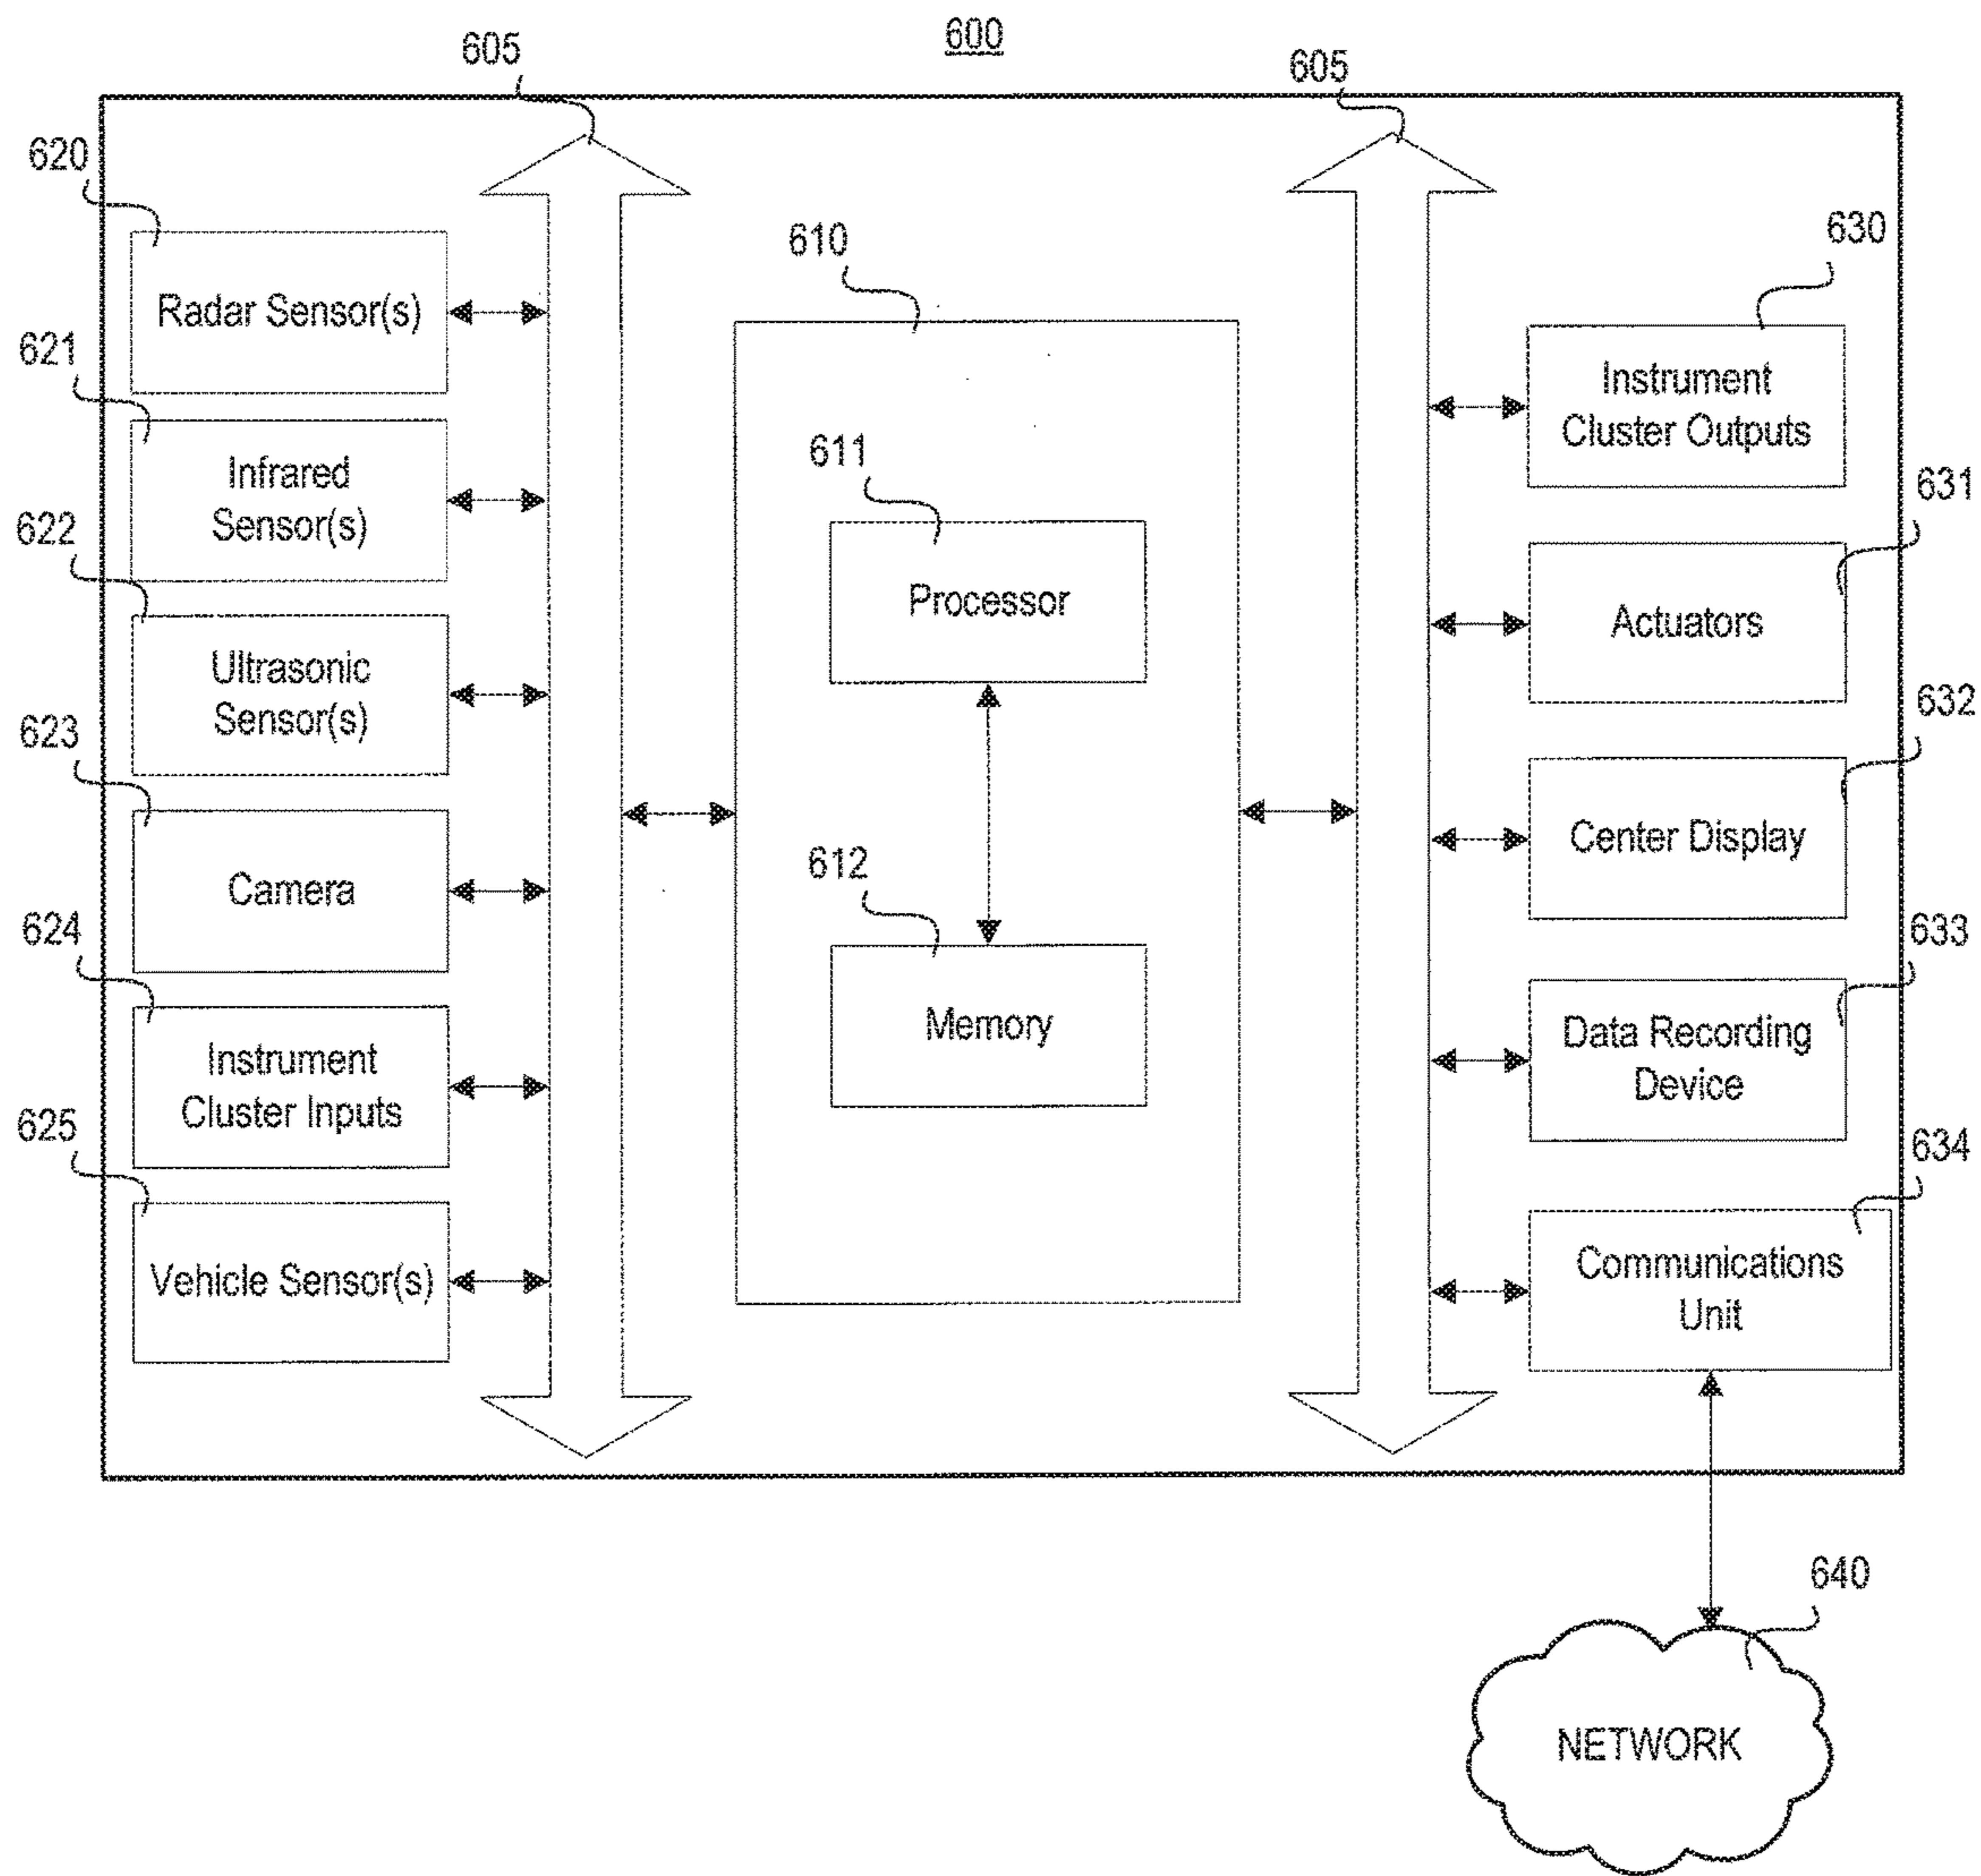 600
605
605
620
Radar Sensor(s)
621
Infrared
Sensor(s)
622
Ultrasonic
Sensor(s)
623
Camera
624
Instrument
Cluster Inputs
625
Vehicle Sensor(s)
610
611
Processor
612
Memory
630
Instrument
Cluster Outputs
631
Actuators
632
Center Display
633
Data Recording
Device
634
Communications
Unit
640
NETWORK